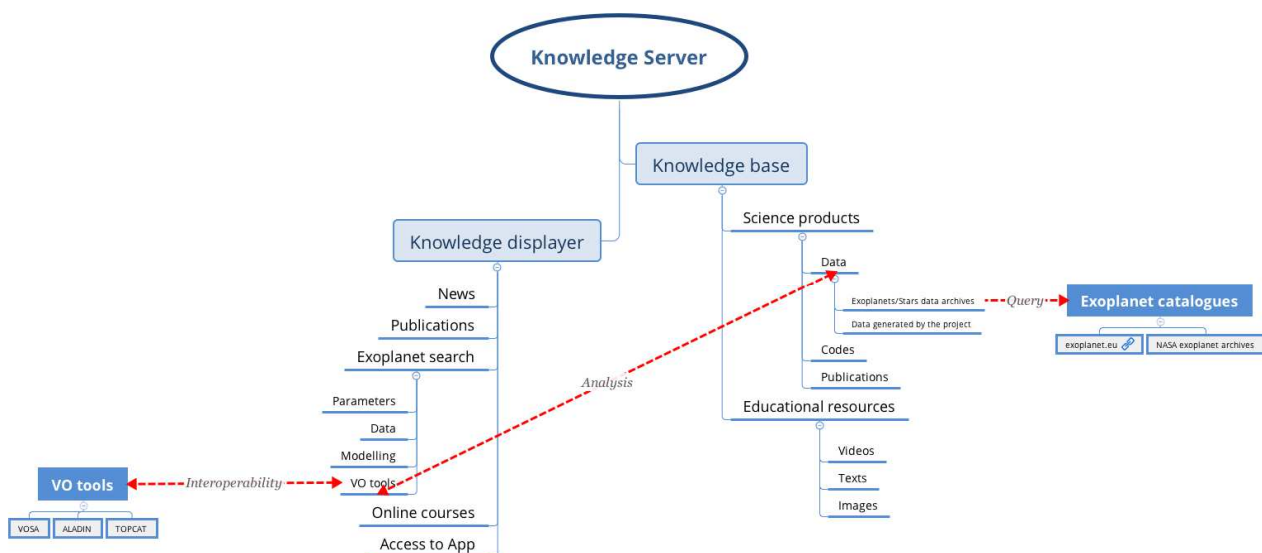 Knowledge Server
Knowledge base
Science products
Data
Exoplanets/Stars data archives
Data generated by the project
Codes
Publications
Educational resources
Videos
Texts
Images
Query
Exoplanet catalogues
exoplanet.eu
NASA exoplanet archives
Knowledge displayer
News
Publications
Exoplanet search
Parameters
Data
Modelling
VO tools
Online courses
Access to App
Analysis
Interoperability
VO tools
VOSA
ALADIN
TOPCAT